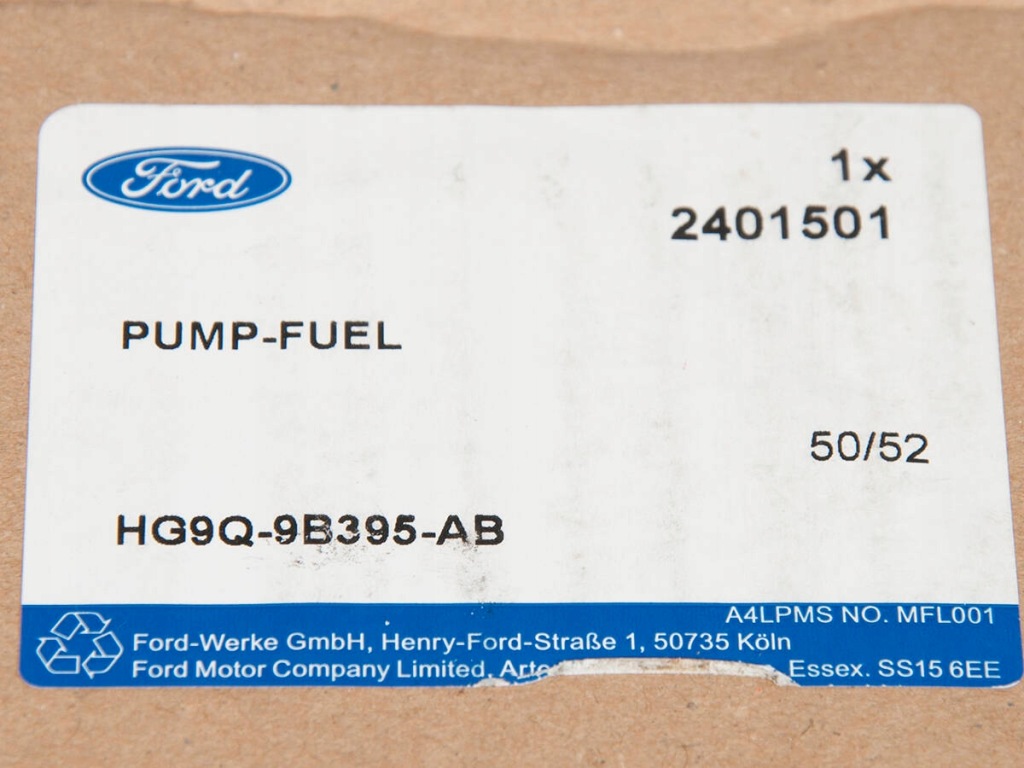 Ford
1x
2401501
PUMP-FUEL
50/52
HG9Q-9B395-AB
A4LPMS NO. MFL001
Ford-Werke GmbH, Henry-Ford-Straße 1, 50735 Köln
Ford Motor Company Limited, Essex. SS15 6EE